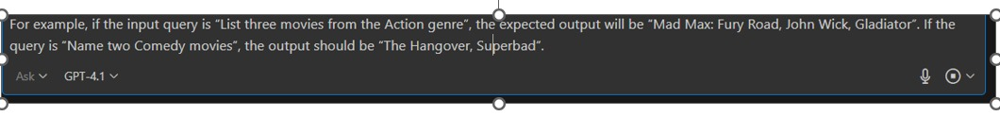 For example, if the input query is “List three movies from the Action genre”, the expected output will be “Mad Max: Fury Road, John Wick, Gladiator”. If the
query is “Name two Comedy movies”, the output should be “The Hangover, Superbad”.
Ask GPT-4.1